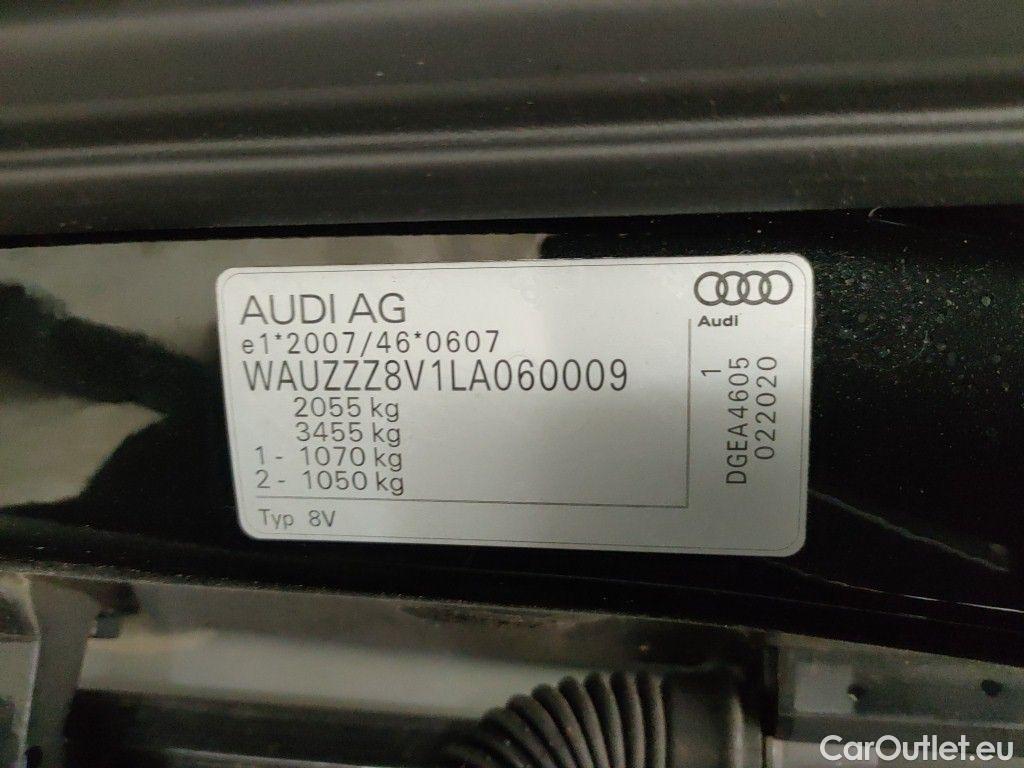 AUDI AG
e1*2007/46*0607
WAUZZZ8V1LA060009
2055 kg
3455 kg
1 - 1070 kg
2 - 1050 kg
Typ 8V
Audi
1
DGEA4605
022020
CarOutlet.eu